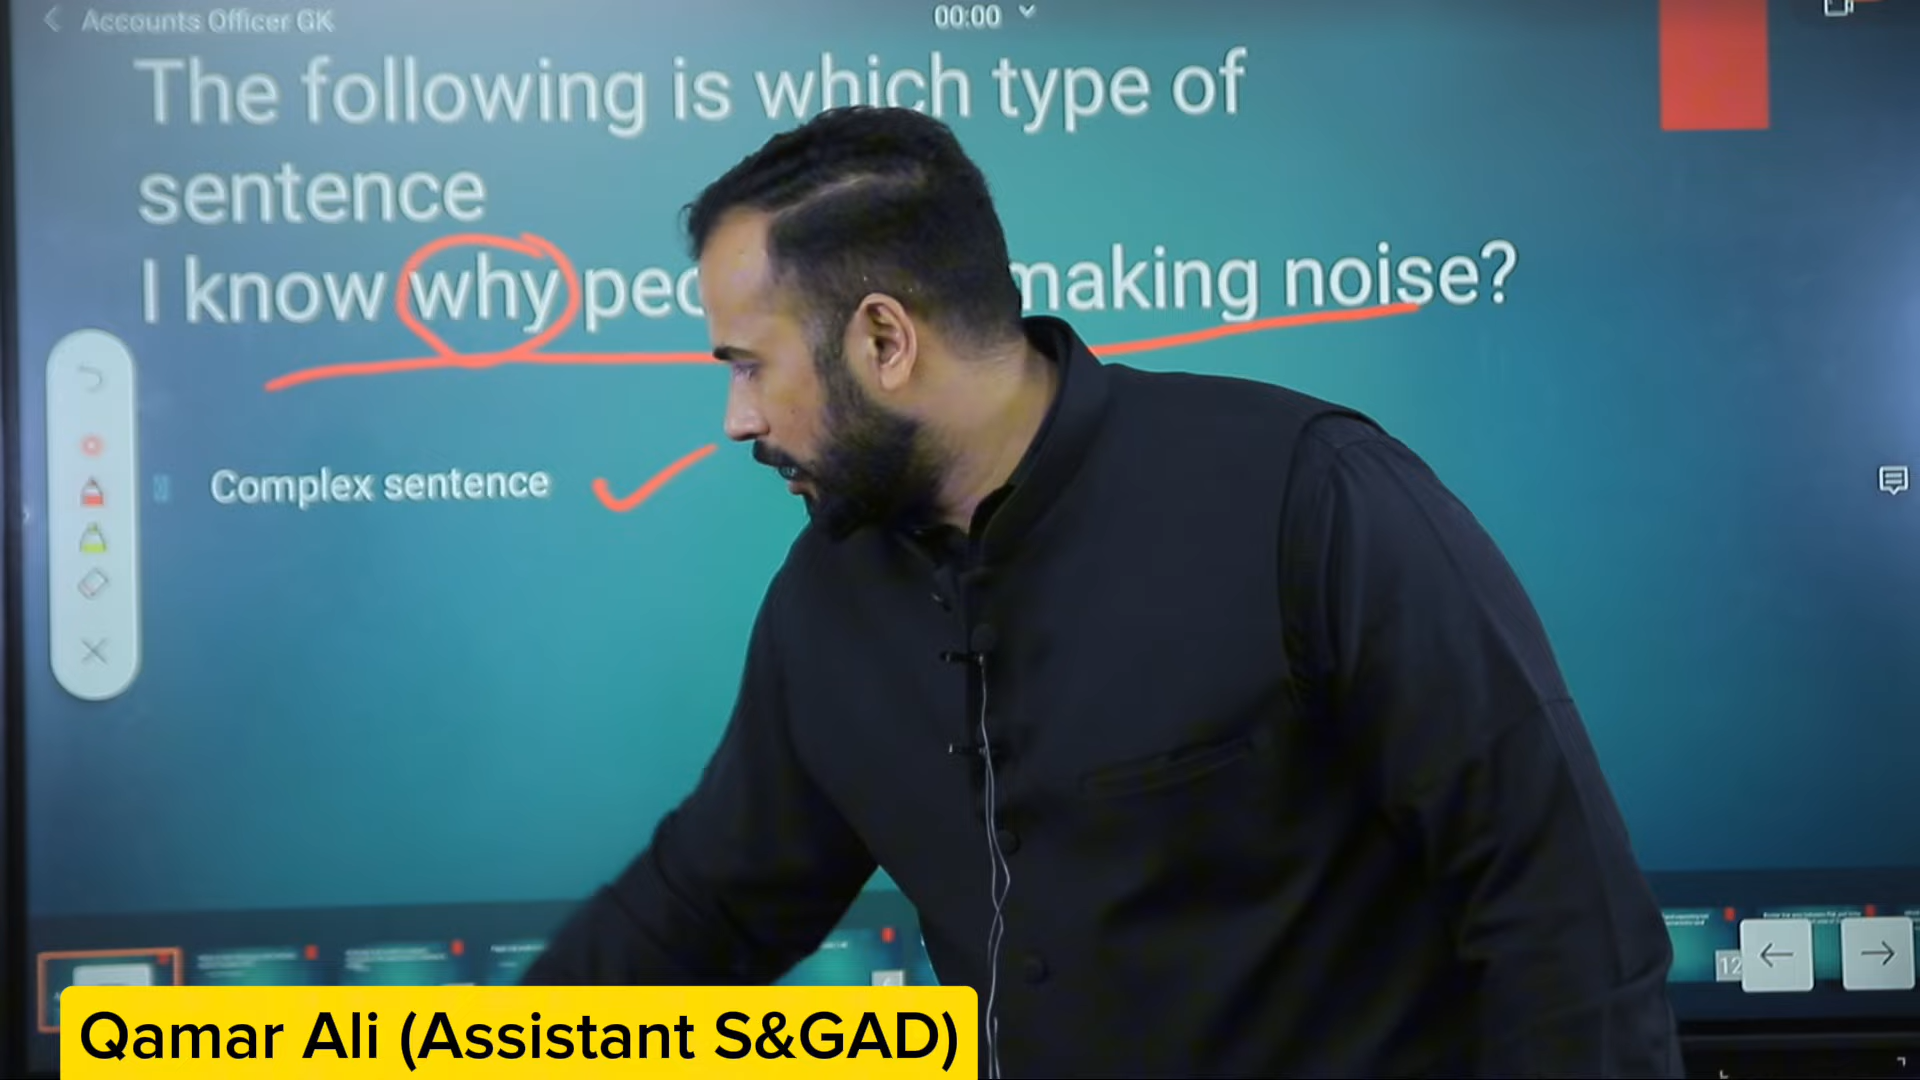 Accounts Officer GK
00:00
The following is which type of
sentence
I know why making noise?
Complex sentence
12
Qamar Ali (Assistant S&GAD)